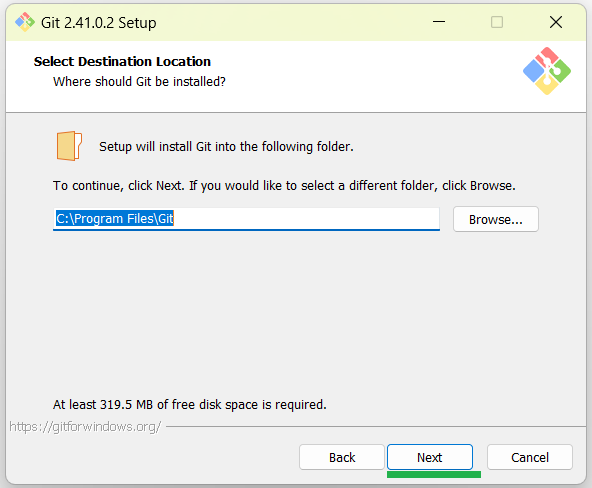 Git 2.41.0.2 Setup
Select Destination Location
Where should Git be installed?
Setup will install Git into the following folder.
To continue, click Next. If you would like to select a different folder, click Browse.
C:\Program Files\Git
Browse...
At least 319.5 MB of free disk space is required.
https://gitforwindows.org/
Back
Next
Cancel